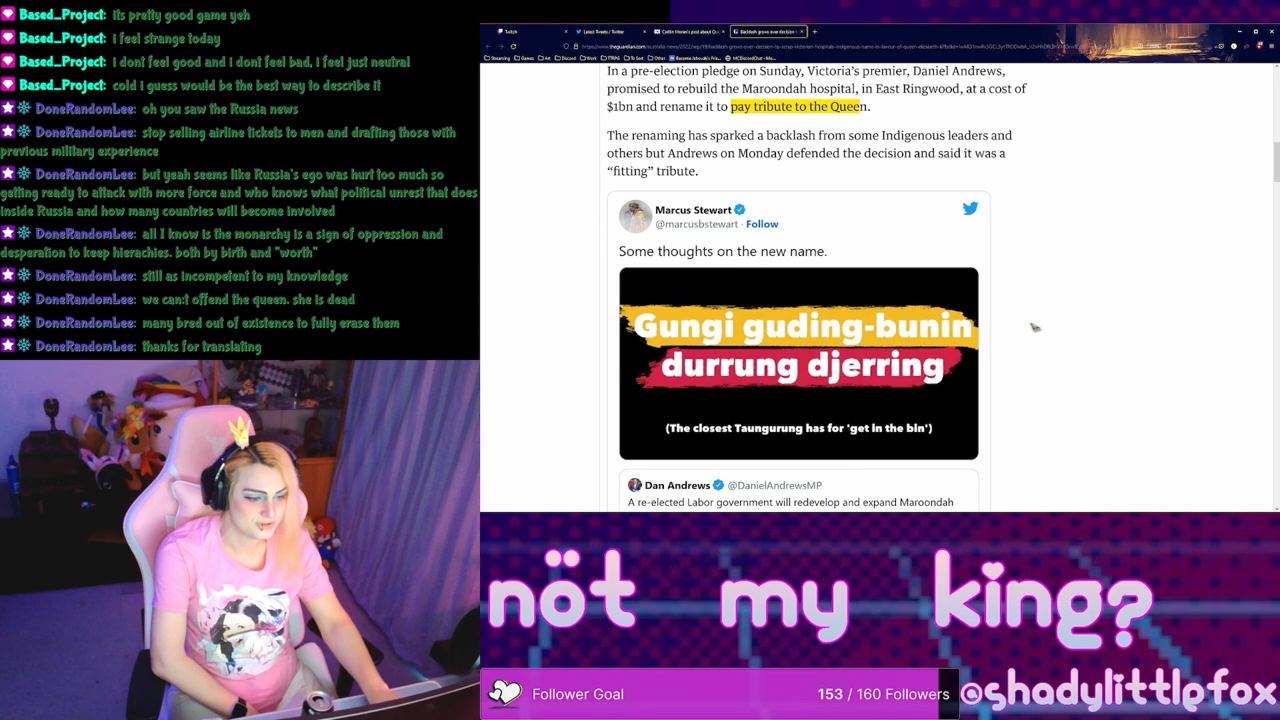 Based_Project: its pretty good game yeh
Based_Project: i feel strange today
Based_Project: i dont feel good and i dont feel bad, i feel just neutral
Based_Project: cold i guess would be the best way to describe it
DoneRandomLee: oh you saw the Russia news
DoneRandomLee: stop selling airline tickets to men and drafting those with
previous military experience
DoneRandomLee: but yeah seems like Russia's ego was hurt too much so
getting ready to attack with more force and who knows what political unrest that does
inside Russia and how many countries will become involved
DoneRandomLee: all I know is the monarchy is a sign of oppression and
desperation to keep hierachies. both by birth and "worth"
DoneRandomLee: still as incompetent to my knowledge
DoneRandomLee: we can:t offend the queen. she is dead
DoneRandomLee: many bred out of existence to fully erase them
DoneRandomLee: thanks for translating
Twitch
Latest Tweets / Twitter
Backlash grows over decision
In a pre-election pledge on Sunday, Victoria's premier, Daniel Andrews,
promised to rebuild the Maroondah hospital, in East Ringwood, at a cost of
$1bn and rename it to pay tribute to the Queen.
The renaming has sparked a backlash from some Indigenous leaders and
others but Andrews on Monday defended the decision and said it was a
“fitting” tribute.
Marcus Stewart
@marcusbstewart · Follow
Some thoughts on the new name.
Gungi guding-bunin
durrung djerring
(The closest Taungurung has for 'get in the bin')
Dan Andrews @DanielAndrewsMP
A re-elected Labor government will redevelop and expand Maroondah
nöt my king?
Follower Goal 153 / 160 Followers
@shadylittlefox